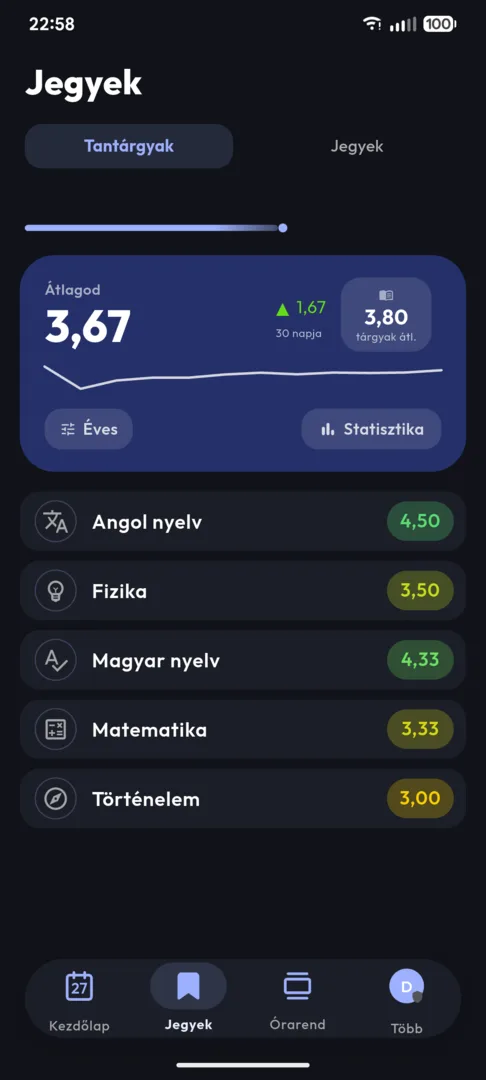 22:58
100
Jegyek
Tantárgyak
Jegyek
Átlagod
3,67
▲ 1,67
30 napja
3,80
tárgyak átl.
Éves
Statisztika
Angol nyelv
4,50
Fizika
3,50
Magyar nyelv
4,33
Matematika
3,33
Történelem
3,00
27
Kezdőlap
Jegyek
Órarend
D
Több